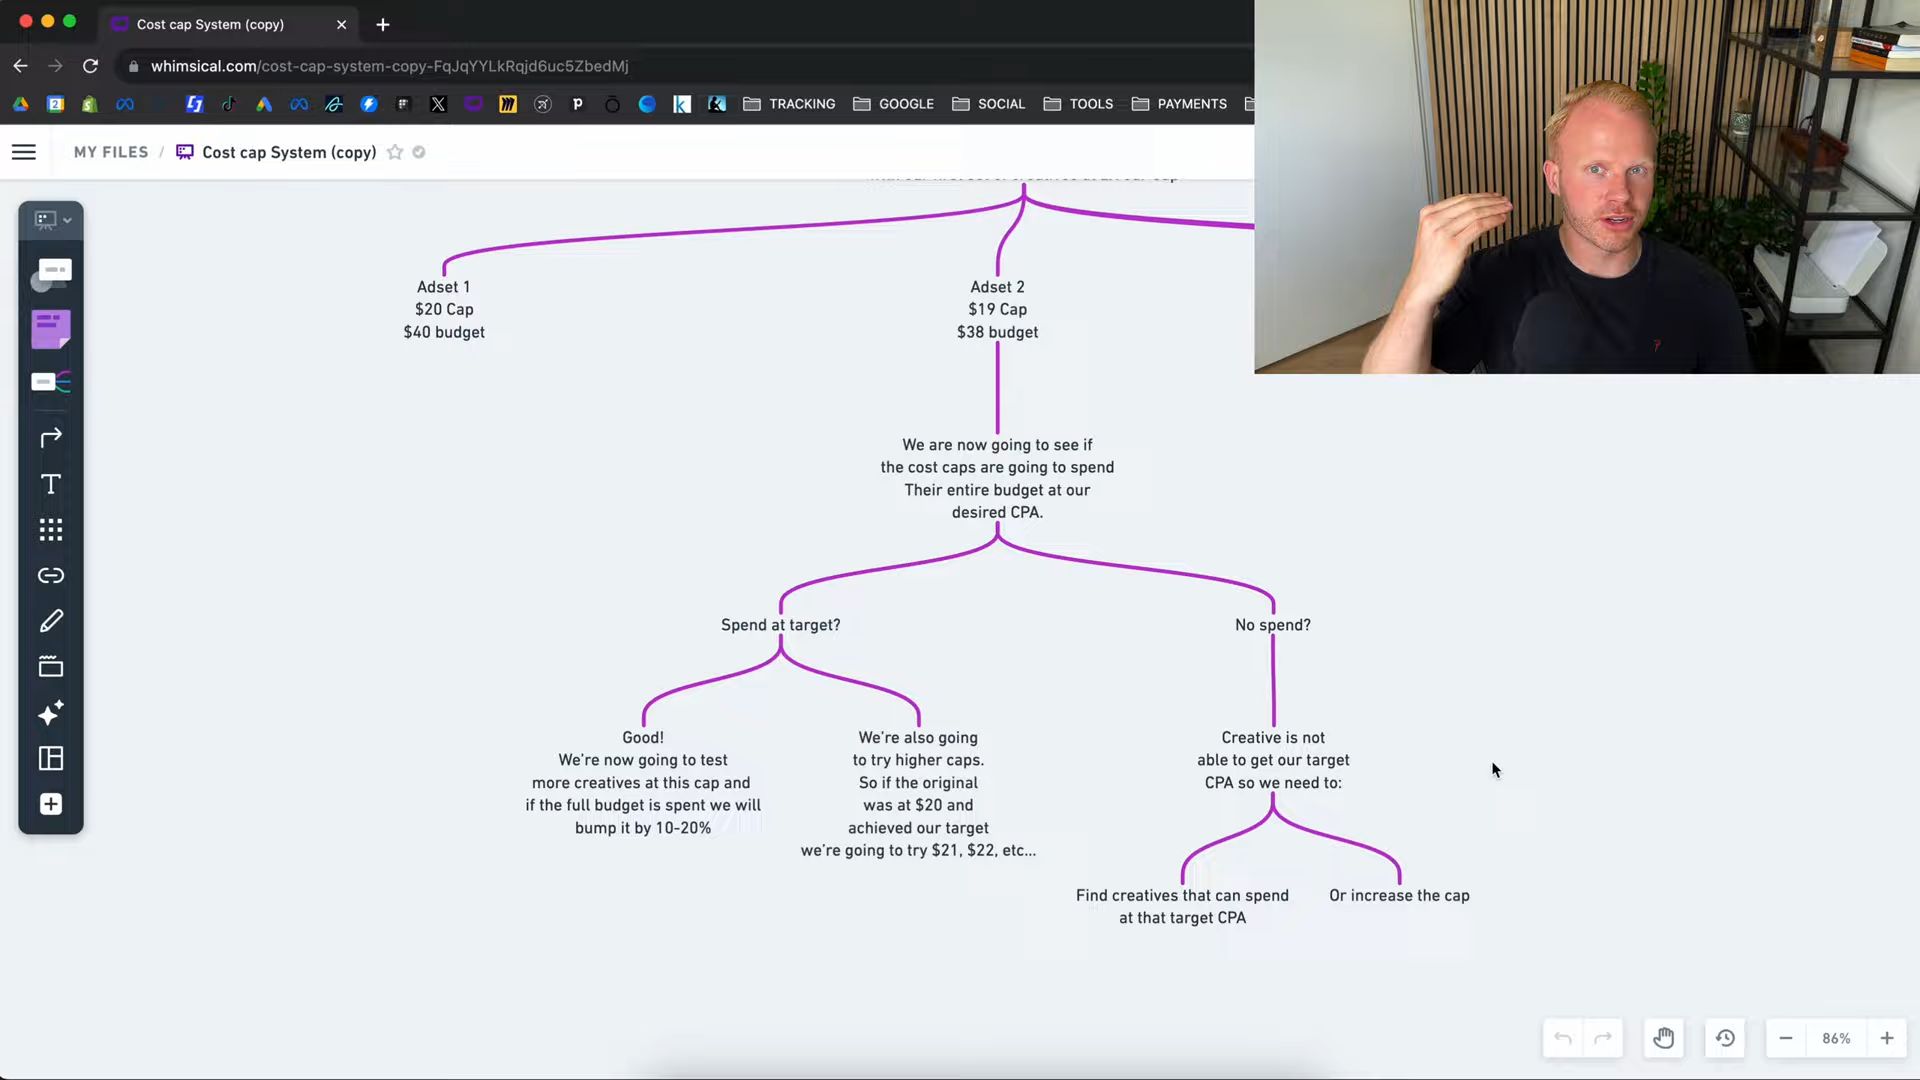 Cost cap System (copy)
whimsical.com/cost-cap-system-copy-FqJqYYLkRqjd6uc5ZbedMj
TRACKING
GOOGLE
SOCIAL
TOOLS
PAYMENTS
MY FILES / Cost cap System (copy)
Adset 1
$20 Cap
$40 budget
Adset 2
$19 Cap
$38 budget
We are now going to see if
the cost caps are going to spend
Their entire budget at our
desired CPA.
Spend at target?
No spend?
Good!
We're now going to test
more creatives at this cap and
if the full budget is spent we will
bump it by 10-20%
We're also going
to try higher caps.
So if the original
was at $20 and
achieved our target
we're going to try $21, $22, etc...
Creative is not
able to get our target
CPA so we need to:
Find creatives that can spend
at that target CPA
Or increase the cap
86%